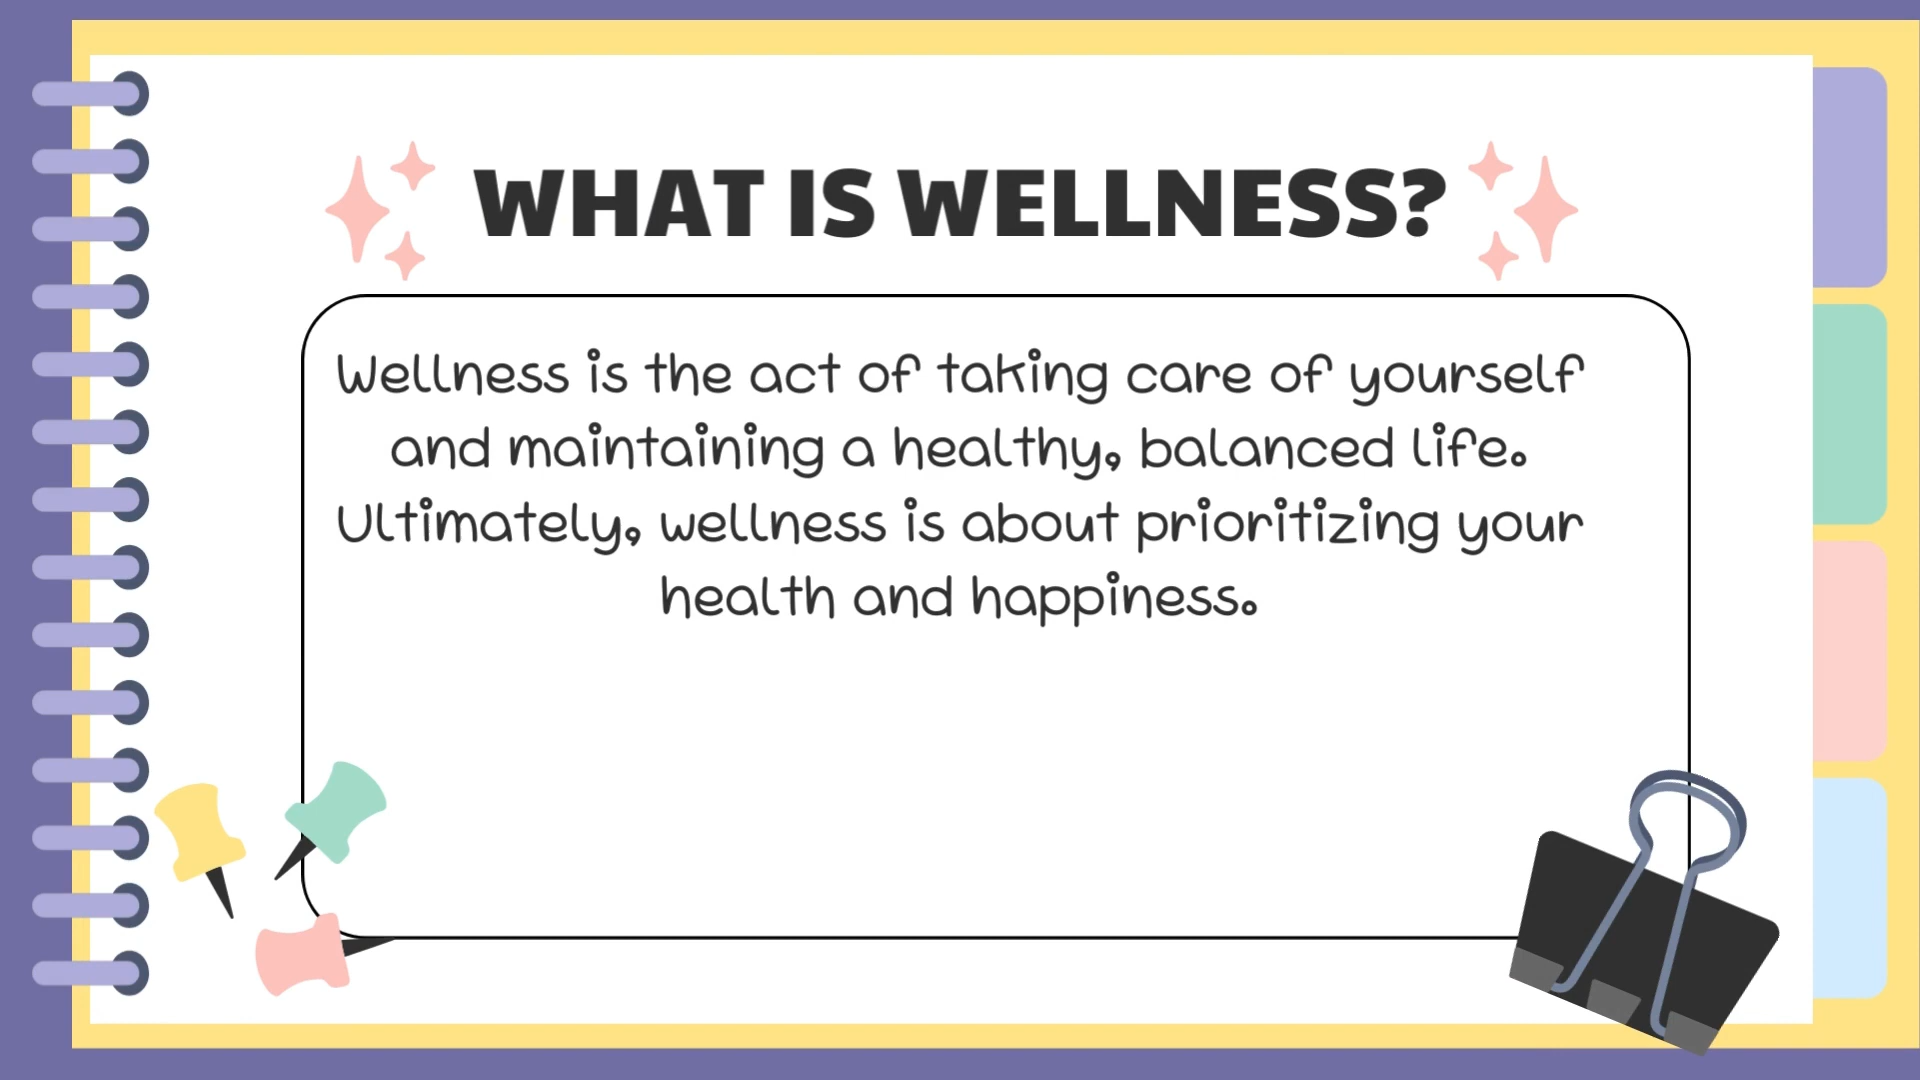 WHAT IS WELLNESS?
Wellness is the act of taking care of yourself
and maintaining a healthy, balanced life.
Ultimately, wellness is about prioritizing your
health and happiness.